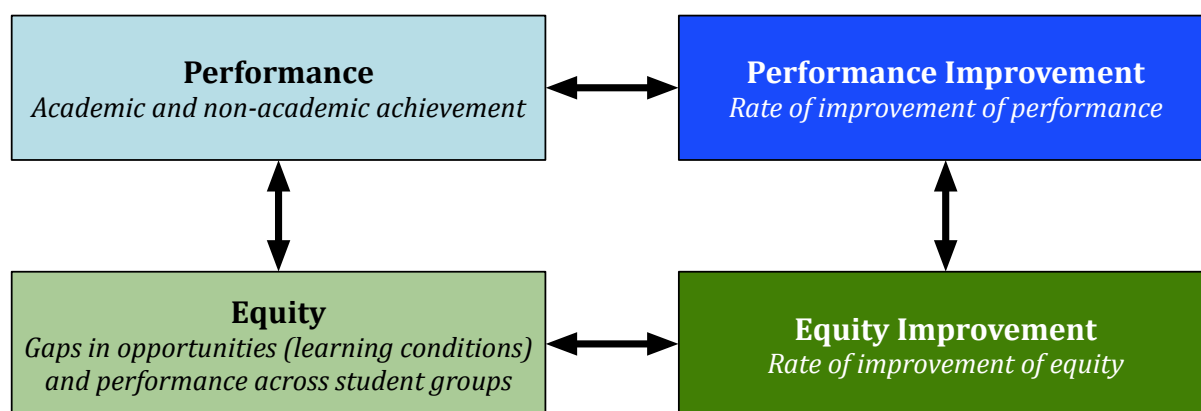 Performance
Academic and non-academic achievement
Performance Improvement
Rate of improvement of performance
Equity
Gaps in opportunities (learning conditions)
and performance across student groups
Equity Improvement
Rate of improvement of equity